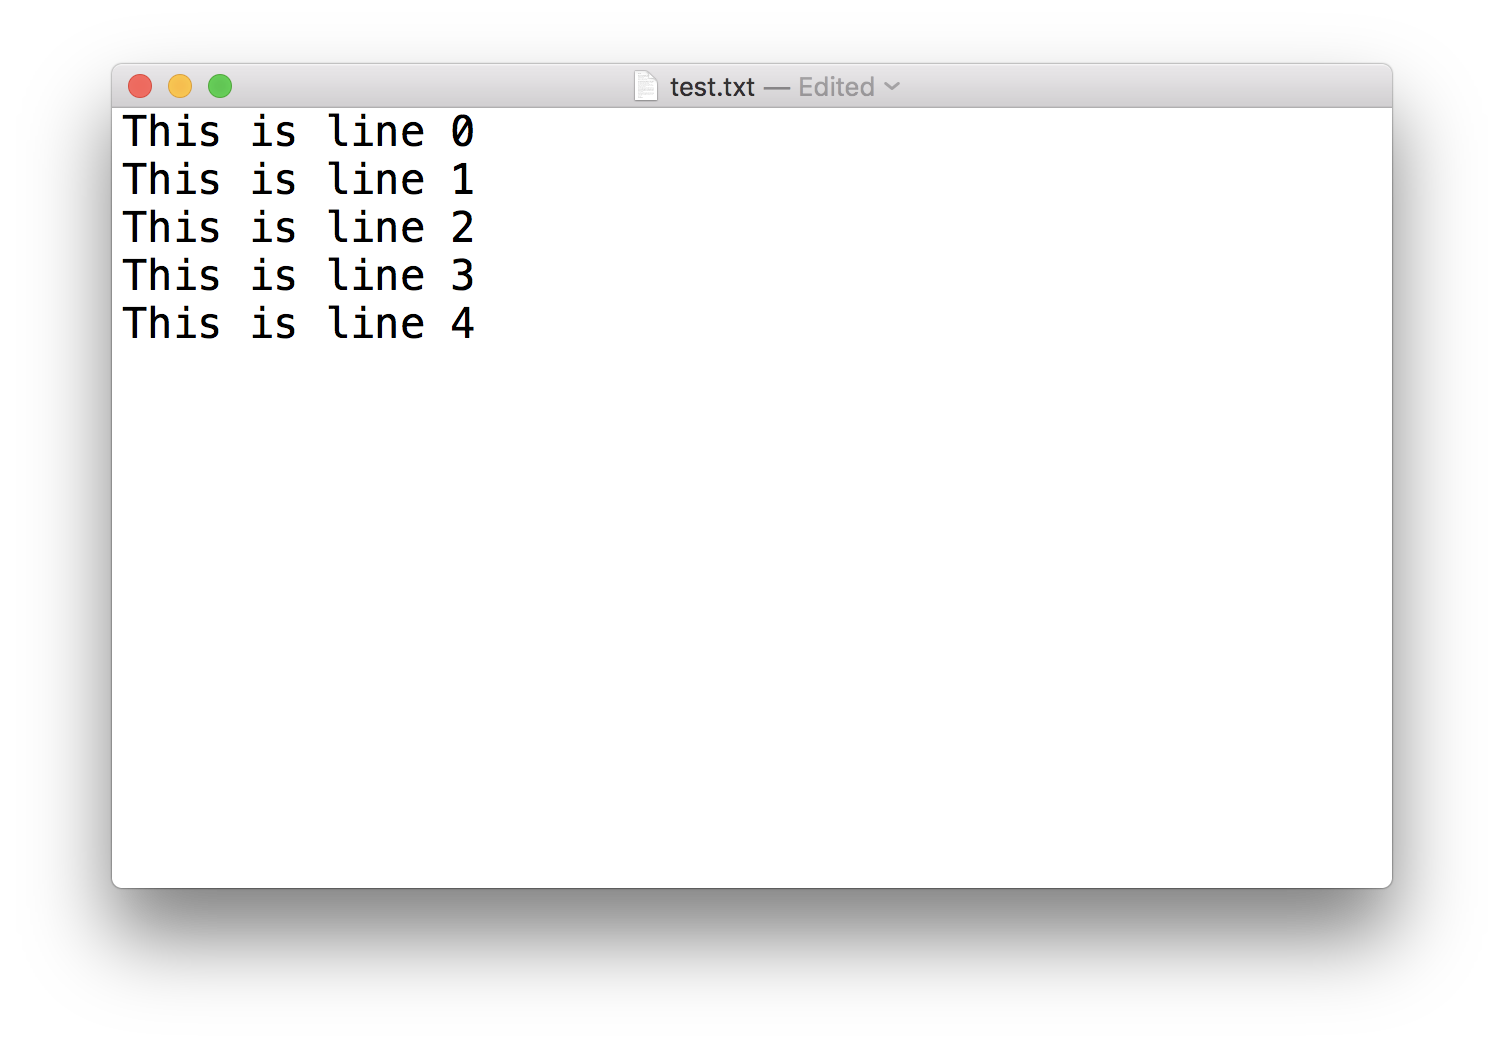 test.txt — Edited
This is line 0
This is line 1
This is line 2
This is line 3
This is line 4